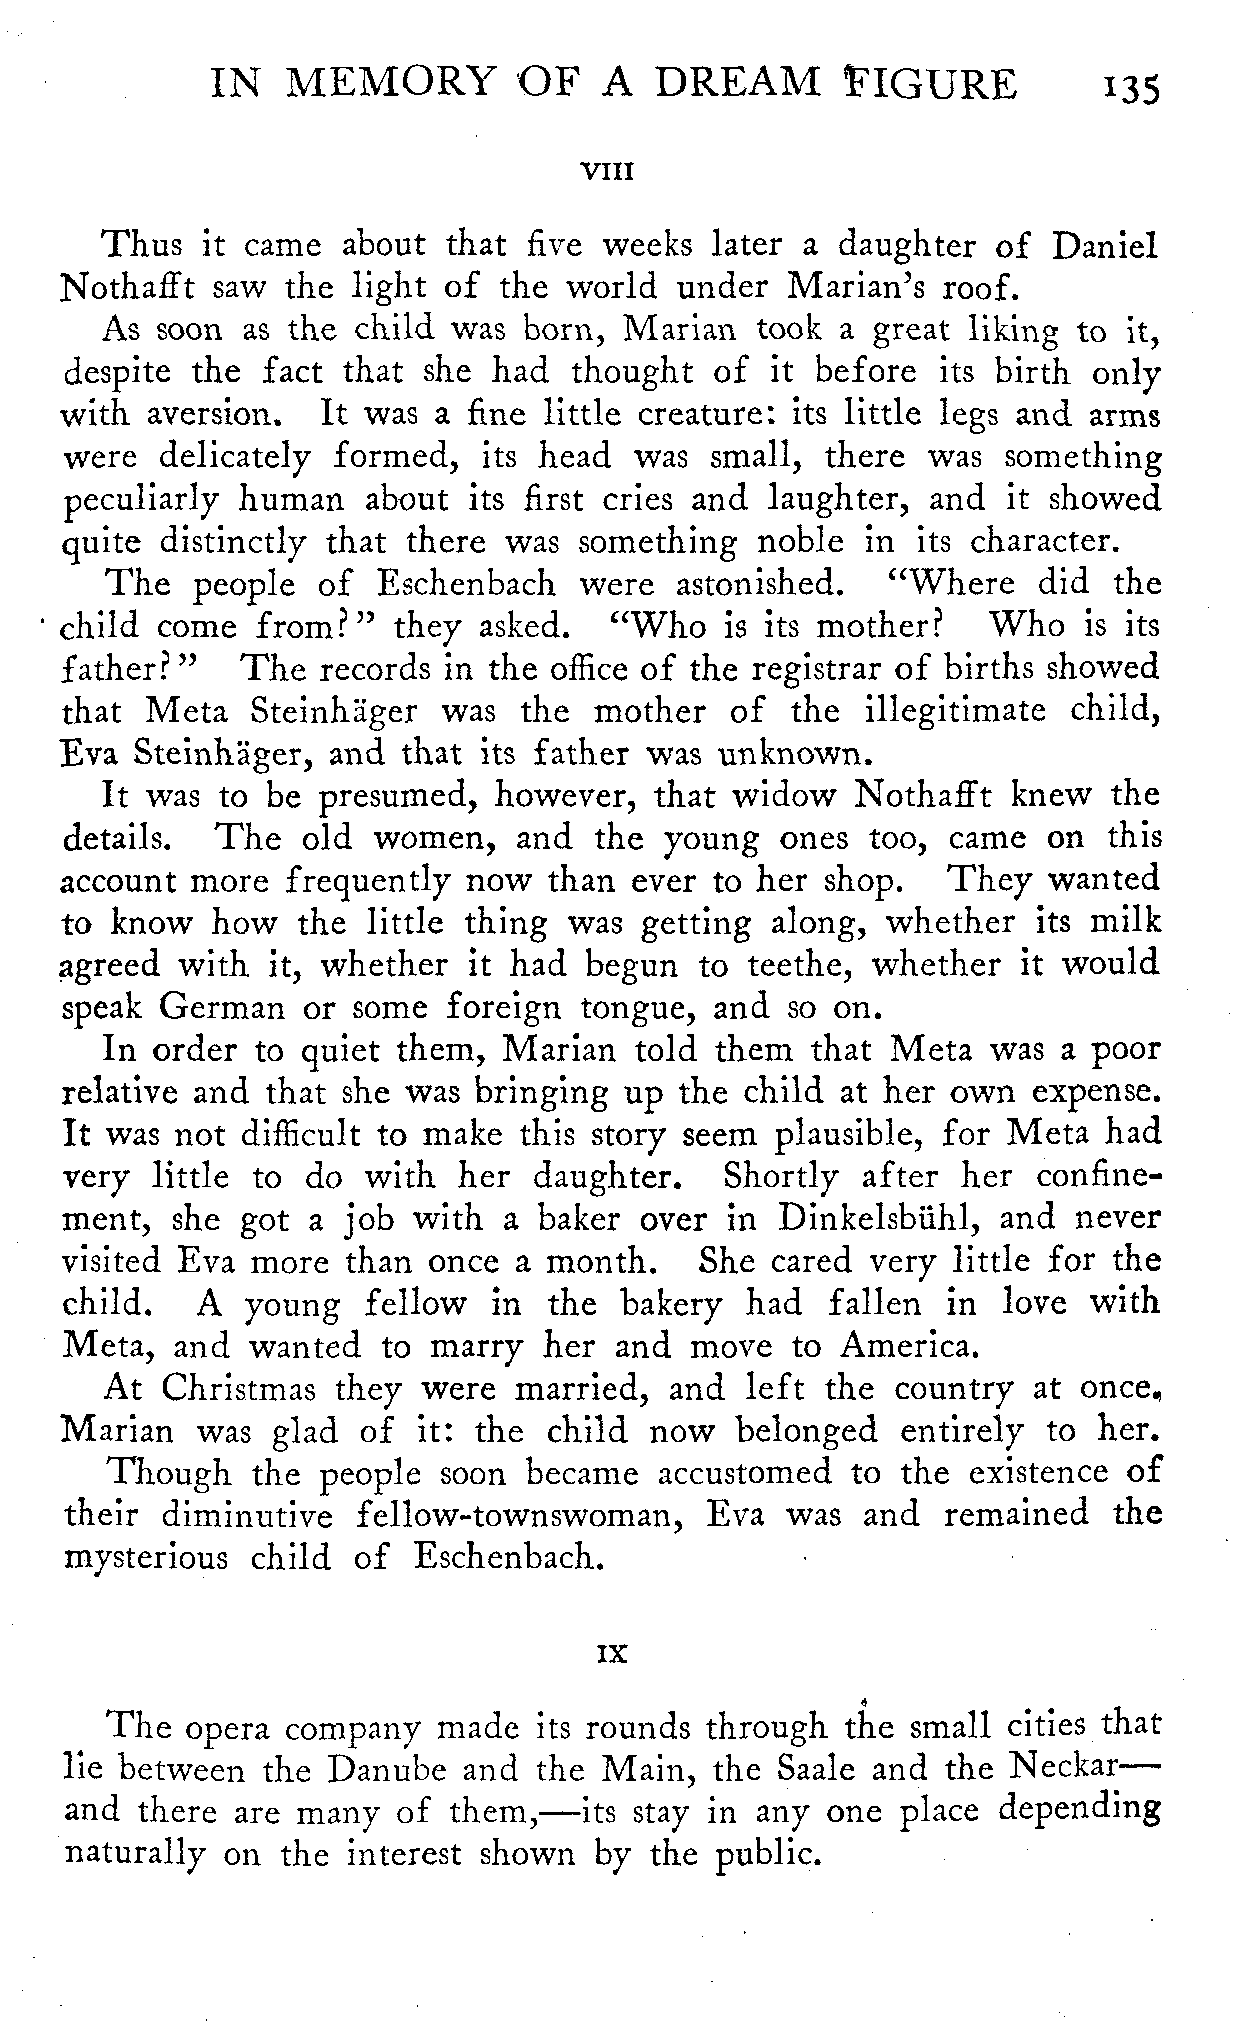 IN MEMORY OF A DREAM FIGURE 135
VIII
Thus it came about that five weeks later a daughter of Daniel
Nothafft saw the light of the world under Marian's roof.
As soon as the child was born, Marian took a great liking to it,
despite the fact that she had thought of it before its birth only
with aversion. It was a fine little creature: its little legs and arms
were delicately formed, its head was small, there was something
peculiarly human about its first cries and laughter, and it showed
quite distinctly that there was something noble in its character.
The people of Eschenbach were astonished. "Where did the
child come from?" they asked. "Who is its mother? Who is its
father?" The records in the office of the registrar of births showed
that Meta Steinhäger was the mother of the illegitimate child,
Eva Steinhäger, and that its father was unknown.
It was to be presumed, however, that widow Nothafft knew the
details. The old women, and the young ones too, came on this
account more frequently now than ever to her shop. They wanted
to know how the little thing was getting along, whether its milk
agreed with it, whether it had begun to teethe, whether it would
speak German or some foreign tongue, and so on.
In order to quiet them, Marian told them that Meta was a poor
relative and that she was bringing up the child at her own expense.
It was not difficult to make this story seem plausible, for Meta had
very little to do with her daughter. Shortly after her confine-
ment, she got a job with a baker over in Dinkelsbühl, and never
visited Eva more than once a month. She cared very little for the
child. A young fellow in the bakery had fallen in love with
Meta, and wanted to marry her and move to America.
At Christmas they were married, and left the country at once.
Marian was glad of it: the child now belonged entirely to her.
Though the people soon became accustomed to the existence of
their diminutive fellow-townswoman, Eva was and remained the
mysterious child of Eschenbach.
IX
The opera company made its rounds through the small cities that
lie between the Danube and the Main, the Saale and the Neckar—
and there are many of them,—its stay in any one place depending
naturally on the interest shown by the public.